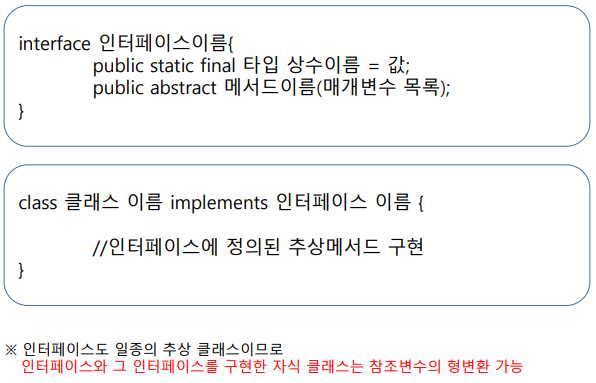 interface 인터페이스이름{
public static final 타입 상수이름 = 값;
public abstract 메서드이름(매개변수 목록);
}
class 클래스 이름 implements 인터페이스 이름 {
//인터페이스에 정의된 추상메서드 구현
}
※ 인터페이스도 일종의 추상 클래스이므로
인터페이스와 그 인터페이스를 구현한 자식 클래스는 참조변수의 형변환 가능